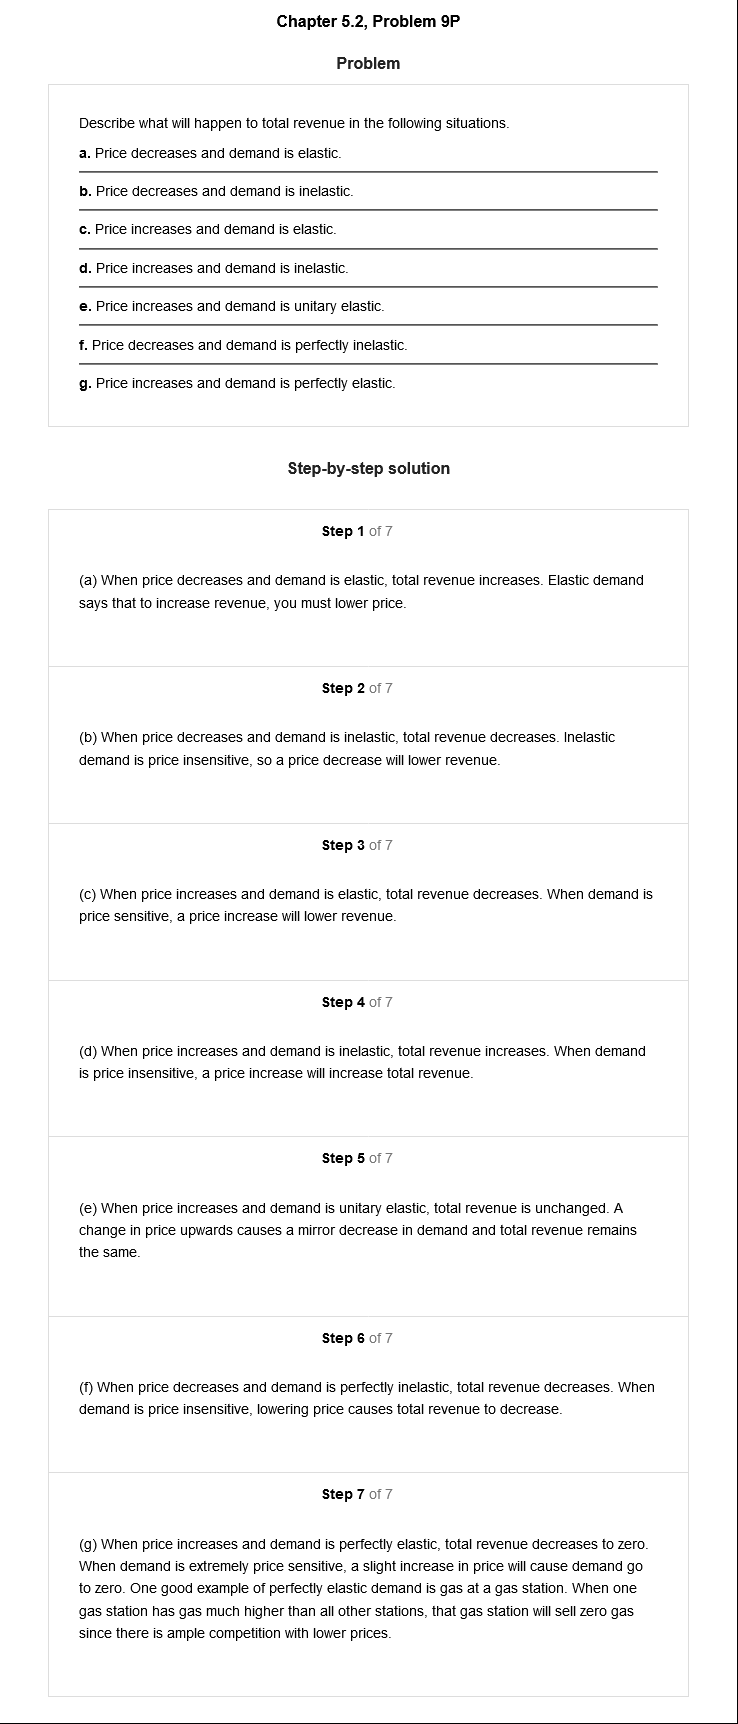 Chapter 5.2, Problem 9P
Problem
Describe what will happen to total revenue in the following situations.
a. Price decreases and demand is elastic.
b. Price decreases and demand is inelastic.
c. Price increases and demand is elastic.
d. Price increases and demand is inelastic.
e. Price increases and demand is unitary elastic.
f. Price decreases and demand is perfectly inelastic.
g. Price increases and demand is perfectly elastic.
Step-by-step solution
Step 1 of 7
(a) When price decreases and demand is elastic, total revenue increases. Elastic demand
says that to increase revenue, you must lower price.
Step 2 of 7
(b) When price decreases and demand is inelastic, total revenue decreases. Inelastic
demand is price insensitive, so a price decrease will lower revenue.
Step 3 of 7
(c) When price increases and demand is elastic, total revenue decreases. When demand is
price sensitive, a price increase will lower revenue.
Step 4 of 7
(d) When price increases and demand is inelastic, total revenue increases. When demand
is price insensitive, a price increase will increase total revenue.
Step 5 of 7
(e) When price increases and demand is unitary elastic, total revenue is unchanged. A
change in price upwards causes a mirror decrease in demand and total revenue remains
the same.
Step 6 of 7
(f) When price decreases and demand is perfectly inelastic, total revenue decreases. When
demand is price insensitive, lowering price causes total revenue to decrease.
Step 7 of 7
(g) When price increases and demand is perfectly elastic, total revenue decreases to zero.
When demand is extremely price sensitive, a slight increase in price will cause demand go
to zero. One good example of perfectly elastic demand is gas at a gas station. When one
gas station has gas much higher than all other stations, that gas station will sell zero gas
since there is ample competition with lower prices.